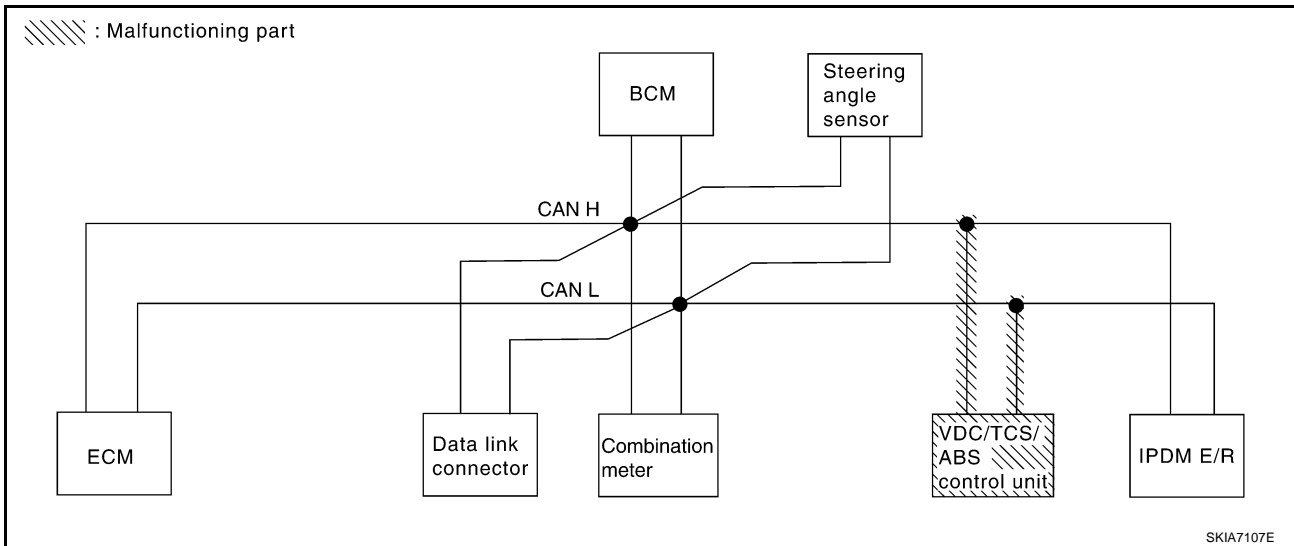 : Malfunctioning part
BCM
Steering
angle
sensor
CAN H
CAN L
ECM
Data link
connector
Combination
meter
VDC/TCS/
ABS
control unit
IPDM E/R
SKIA7107E